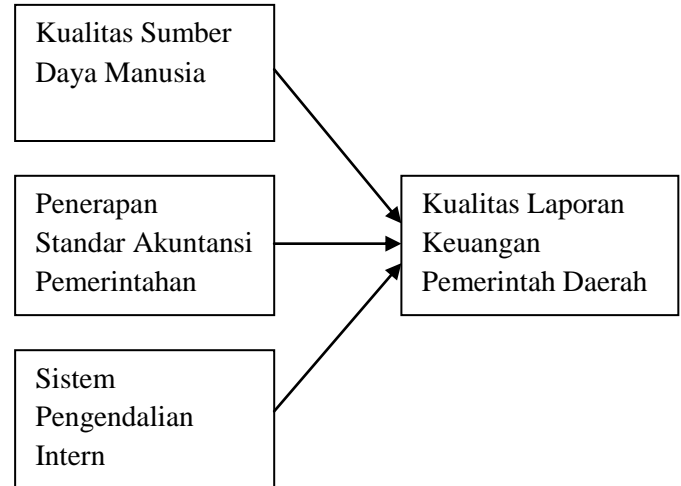 Kualitas Sumber
Daya Manusia
Penerapan
Standar Akuntansi
Pemerintahan
Kualitas Laporan
Keuangan
Pemerintah Daerah
Sistem
Pengendalian
Intern